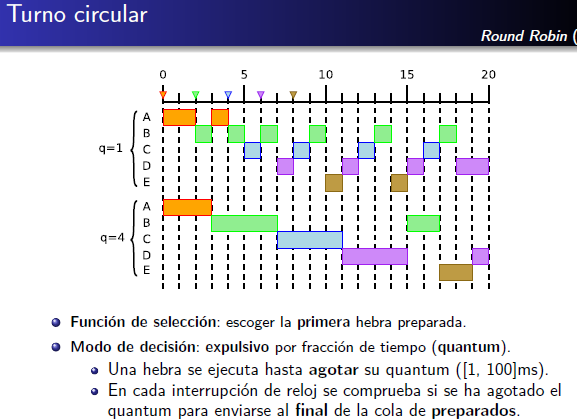 Turno circular
Round Robin (
0 5 10 15 20
A
B
q=1 C
D
E
A
B
q=4 C
D
E
Función de selección: escoger la primera hebra preparada.
Modo de decisión: expulsivo por fracción de tiempo (quantum).
Una hebra se ejecuta hasta agotar su quantum ([1, 100]ms).
En cada interrupción de reloj se comprueba si se ha agotado el
quantum para enviarse al final de la cola de preparados.